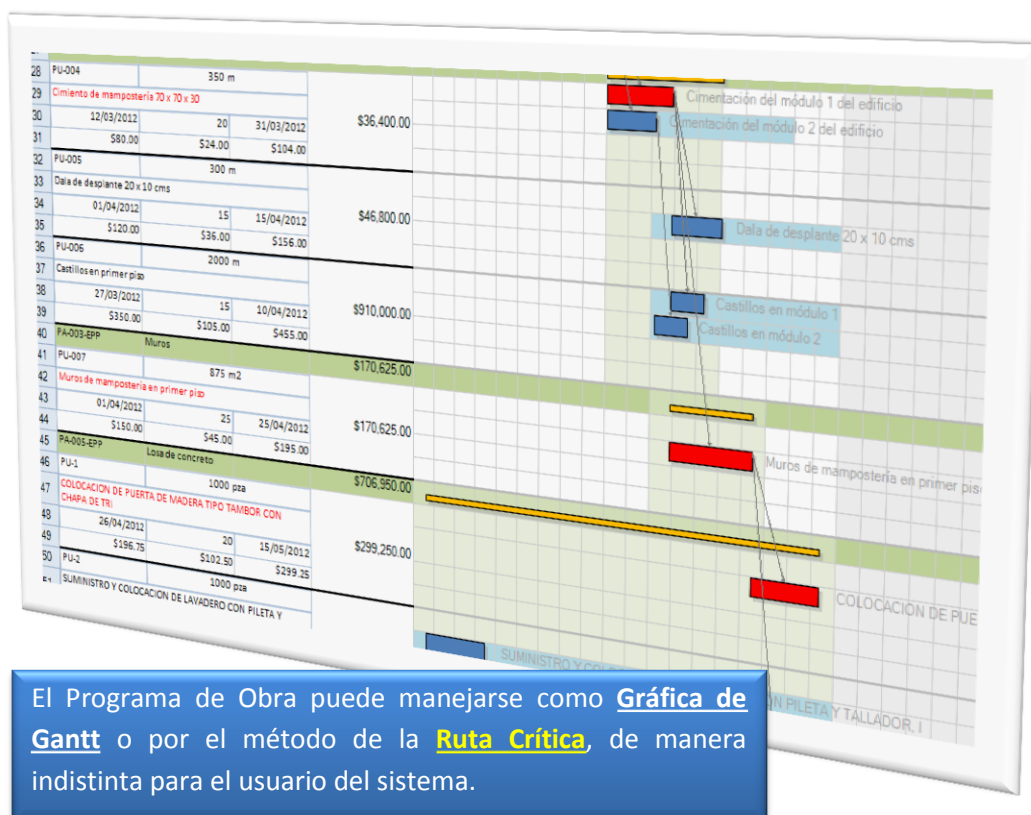 28 PU-004 350 m
29 Cimiento de mampostería 70 x 70 x 30
30 12/03/2012 20 31/03/2012 $36,400.00
31 $80.00 $24.00 $104.00
32 PU-005 300 m
33 Dala de desplante 20 x 10 cms
34 01/04/2012 15 15/04/2012 $46,800.00
35 $120.00 $36.00 $156.00
36 PU-006 2000 m
37 Castillos en primer piso
38 27/03/2012 15 10/04/2012 $910,000.00
39 $350.00 $105.00 $455.00
40 PA-003-EPP Muros $170,625.00
41 PU-007 875 m2
42 Muros de mampostería en primer piso
43 01/04/2012 25 25/04/2012 $170,625.00
44 $150.00 $45.00 $195.00
45 PA-005-EPP Losa de concreto $706,950.00
46 PU-1 1000 pza
47 COLOCACION DE PUERTA DE MADERA TIPO TAMBOR CON
CHAPA DE TRI
48 26/04/2012 20 15/05/2012 $299,250.00
49 $196.75 $102.50 $299.25
50 PU-2 1000 pza
SUMINISTRO Y COLOCACION DE LAVADERO CON PILETA Y
Cimentación del módulo 1 del edificio
Cimentación del módulo 2 del edificio
Dala de desplante 20 x 10 cms
Castillos en módulo 1
Castillos en módulo 2
Muros de mampostería en primer piso
COLOCACION DE PUE
SUMINISTRO Y
PILETA Y TALLADOR, I
El Programa de Obra puede manejarse como Gráfica de
Gantt o por el método de la Ruta Crítica, de manera
indistinta para el usuario del sistema.